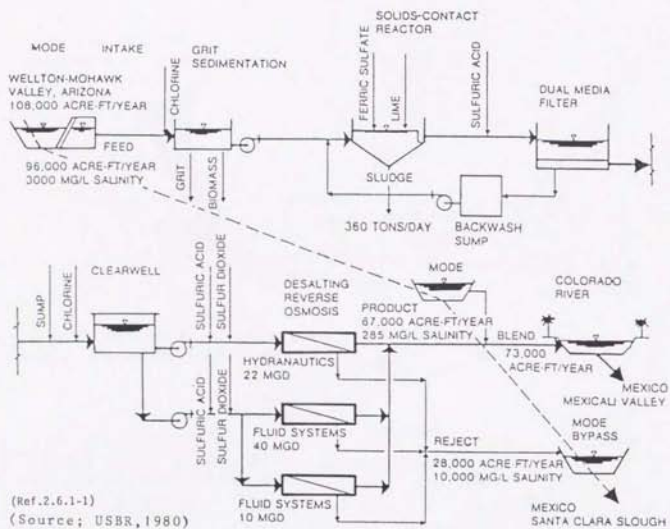 SOLIDS-CONTACT
REACTOR
MODE INTAKE
GRIT
SEDIMENTATION
WELLTON-MOHAWK
VALLEY, ARIZONA
108,000 ACRE-FT/YEAR
CHLORINE
FERRIC SULFATE
LIME
SULFURIC ACID
DUAL MEDIA
FILTER
FEED
96,000 ACRE-FT/YEAR
3000 MG/L SALINITY
GRIT
BIOMASS
SLUDGE
360 TONS/DAY
BACKWASH
SUMP
SUMP
CHLORINE
CLEARWELL
SULFURIC ACID
SULFUR DIOXIDE
DESALTING
REVERSE
OSMOSIS
MODE
COLORADO
RIVER
PRODUCT
67,000 ACRE-FT/YEAR
285 MG/L SALINITY
BLEND
73,000
ACRE-FT/YEAR
HYDRANAUTICS
22 MGD
MEXICO
MEXICALI VALLEY
SULFURIC ACID
SULFUR DIOXIDE
FLUID SYSTEMS
40 MGD
REJECT
28,000 ACRE-FT/YEAR
10,000 MG/L SALINITY
MODE
BYPASS
FLUID SYSTEMS
10 MGD
MEXICO
SANTA CLARA SLOUGH
(Ref.2.6.1-1)
(Source; USBR,1980)